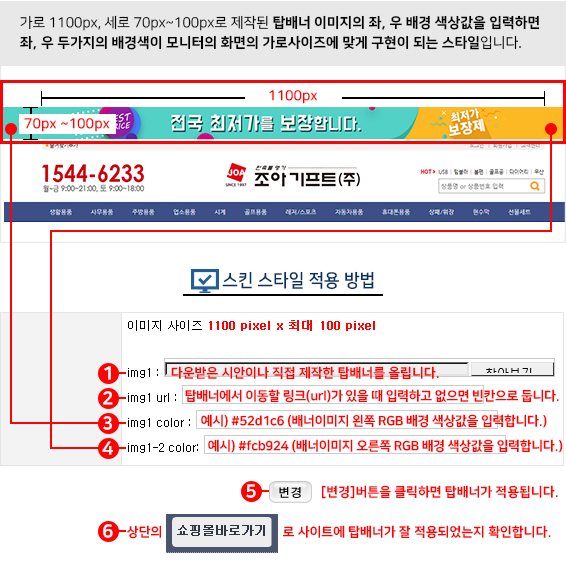 가로 1100px, 세로 70px~100px로 제작된 탑배너 이미지의 좌, 우 배경 색상값을 입력하면
좌, 우 두가지의 배경색이 모니터의 화면의 가로사이즈에 맞게 구현이 되는 스타일입니다.
1100px
70px ~100px
BEST
CHOICE
전국 최저가를 보장합니다.
최저가
보장제
즐겨찾기추가
로그인 회원가입 고객센터
1544-6233
월~금 9:00~21:00, 토 9:00~18:00
JOA
SINCE 1997
조아기프트(주)
HOT USB 텀블러 볼펜 골프공 다이어리 우산
상품명 or 상품번호 입력
생활용품 사무용품 주방용품 업소용품 시계 골프용품 레저/스포츠 자동차용품 휴대폰용품 상패/휘장 현수막 선물세트
스킨 스타일 적용 방법
이미지 사이즈 1100 pixel x 최대 100 pixel
1 img1 : 다운받은 시안이나 직접 제작한 탑배너를 올립니다. 찾아보기
2 img1 url : 탑배너에서 이동할 링크(url)가 있을 때 입력하고 없으면 빈칸으로 둡니다.
3 img1 color : 예시) #52d1c6 (배너이미지 왼쪽 RGB 배경 색상값을 입력합니다.)
4 img1-2 color: 예시) #fcb924 (배너이미지 오른쪽 RGB 배경 색상값을 입력합니다.)
5 변경 [변경]버튼을 클릭하면 탑배너가 적용됩니다.
6 상단의 쇼핑몰바로가기 로 사이트에 탑배너가 잘 적용되었는지 확인합니다.